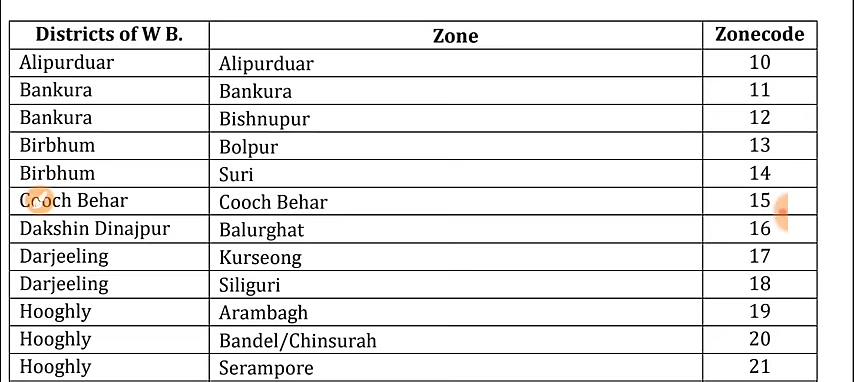 Districts of W B. Zone Zonecode
Alipurduar Alipurduar 10
Bankura Bankura 11
Bankura Bishnupur 12
Birbhum Bolpur 13
Birbhum Suri 14
Cooch Behar Cooch Behar 15
Dakshin Dinajpur Balurghat 16
Darjeeling Kurseong 17
Darjeeling Siliguri 18
Hooghly Arambagh 19
Hooghly Bandel/Chinsurah 20
Hooghly Serampore 21